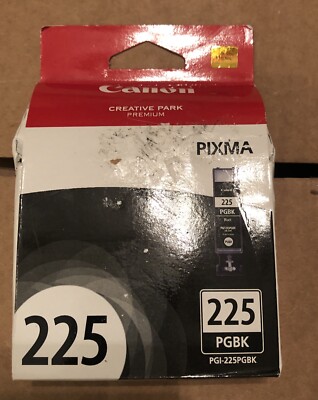 Canon
CREATIVE PARK
PREMIUM
PIXMA
225
PGBK
225
225
PGBK
PGI-225PGBK